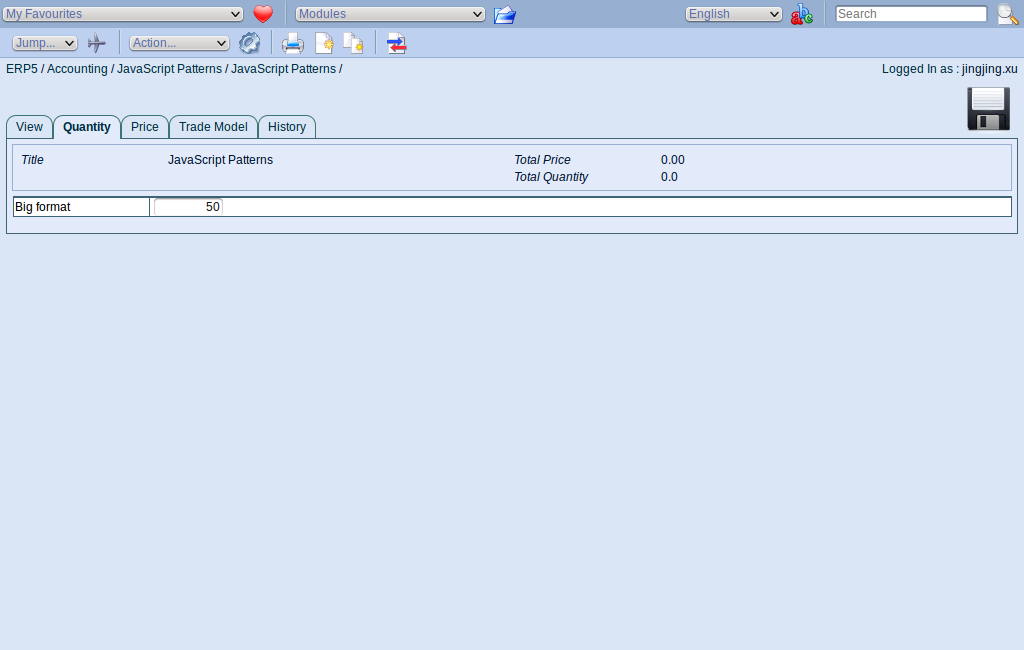 My Favourites Modules English Search
Jump... Action...
ERP5 / Accounting / JavaScript Patterns / JavaScript Patterns / Logged In as : jingjing.xu
View Quantity Price Trade Model History
Title JavaScript Patterns Total Price 0.00
Total Quantity 0.0
Big format 50